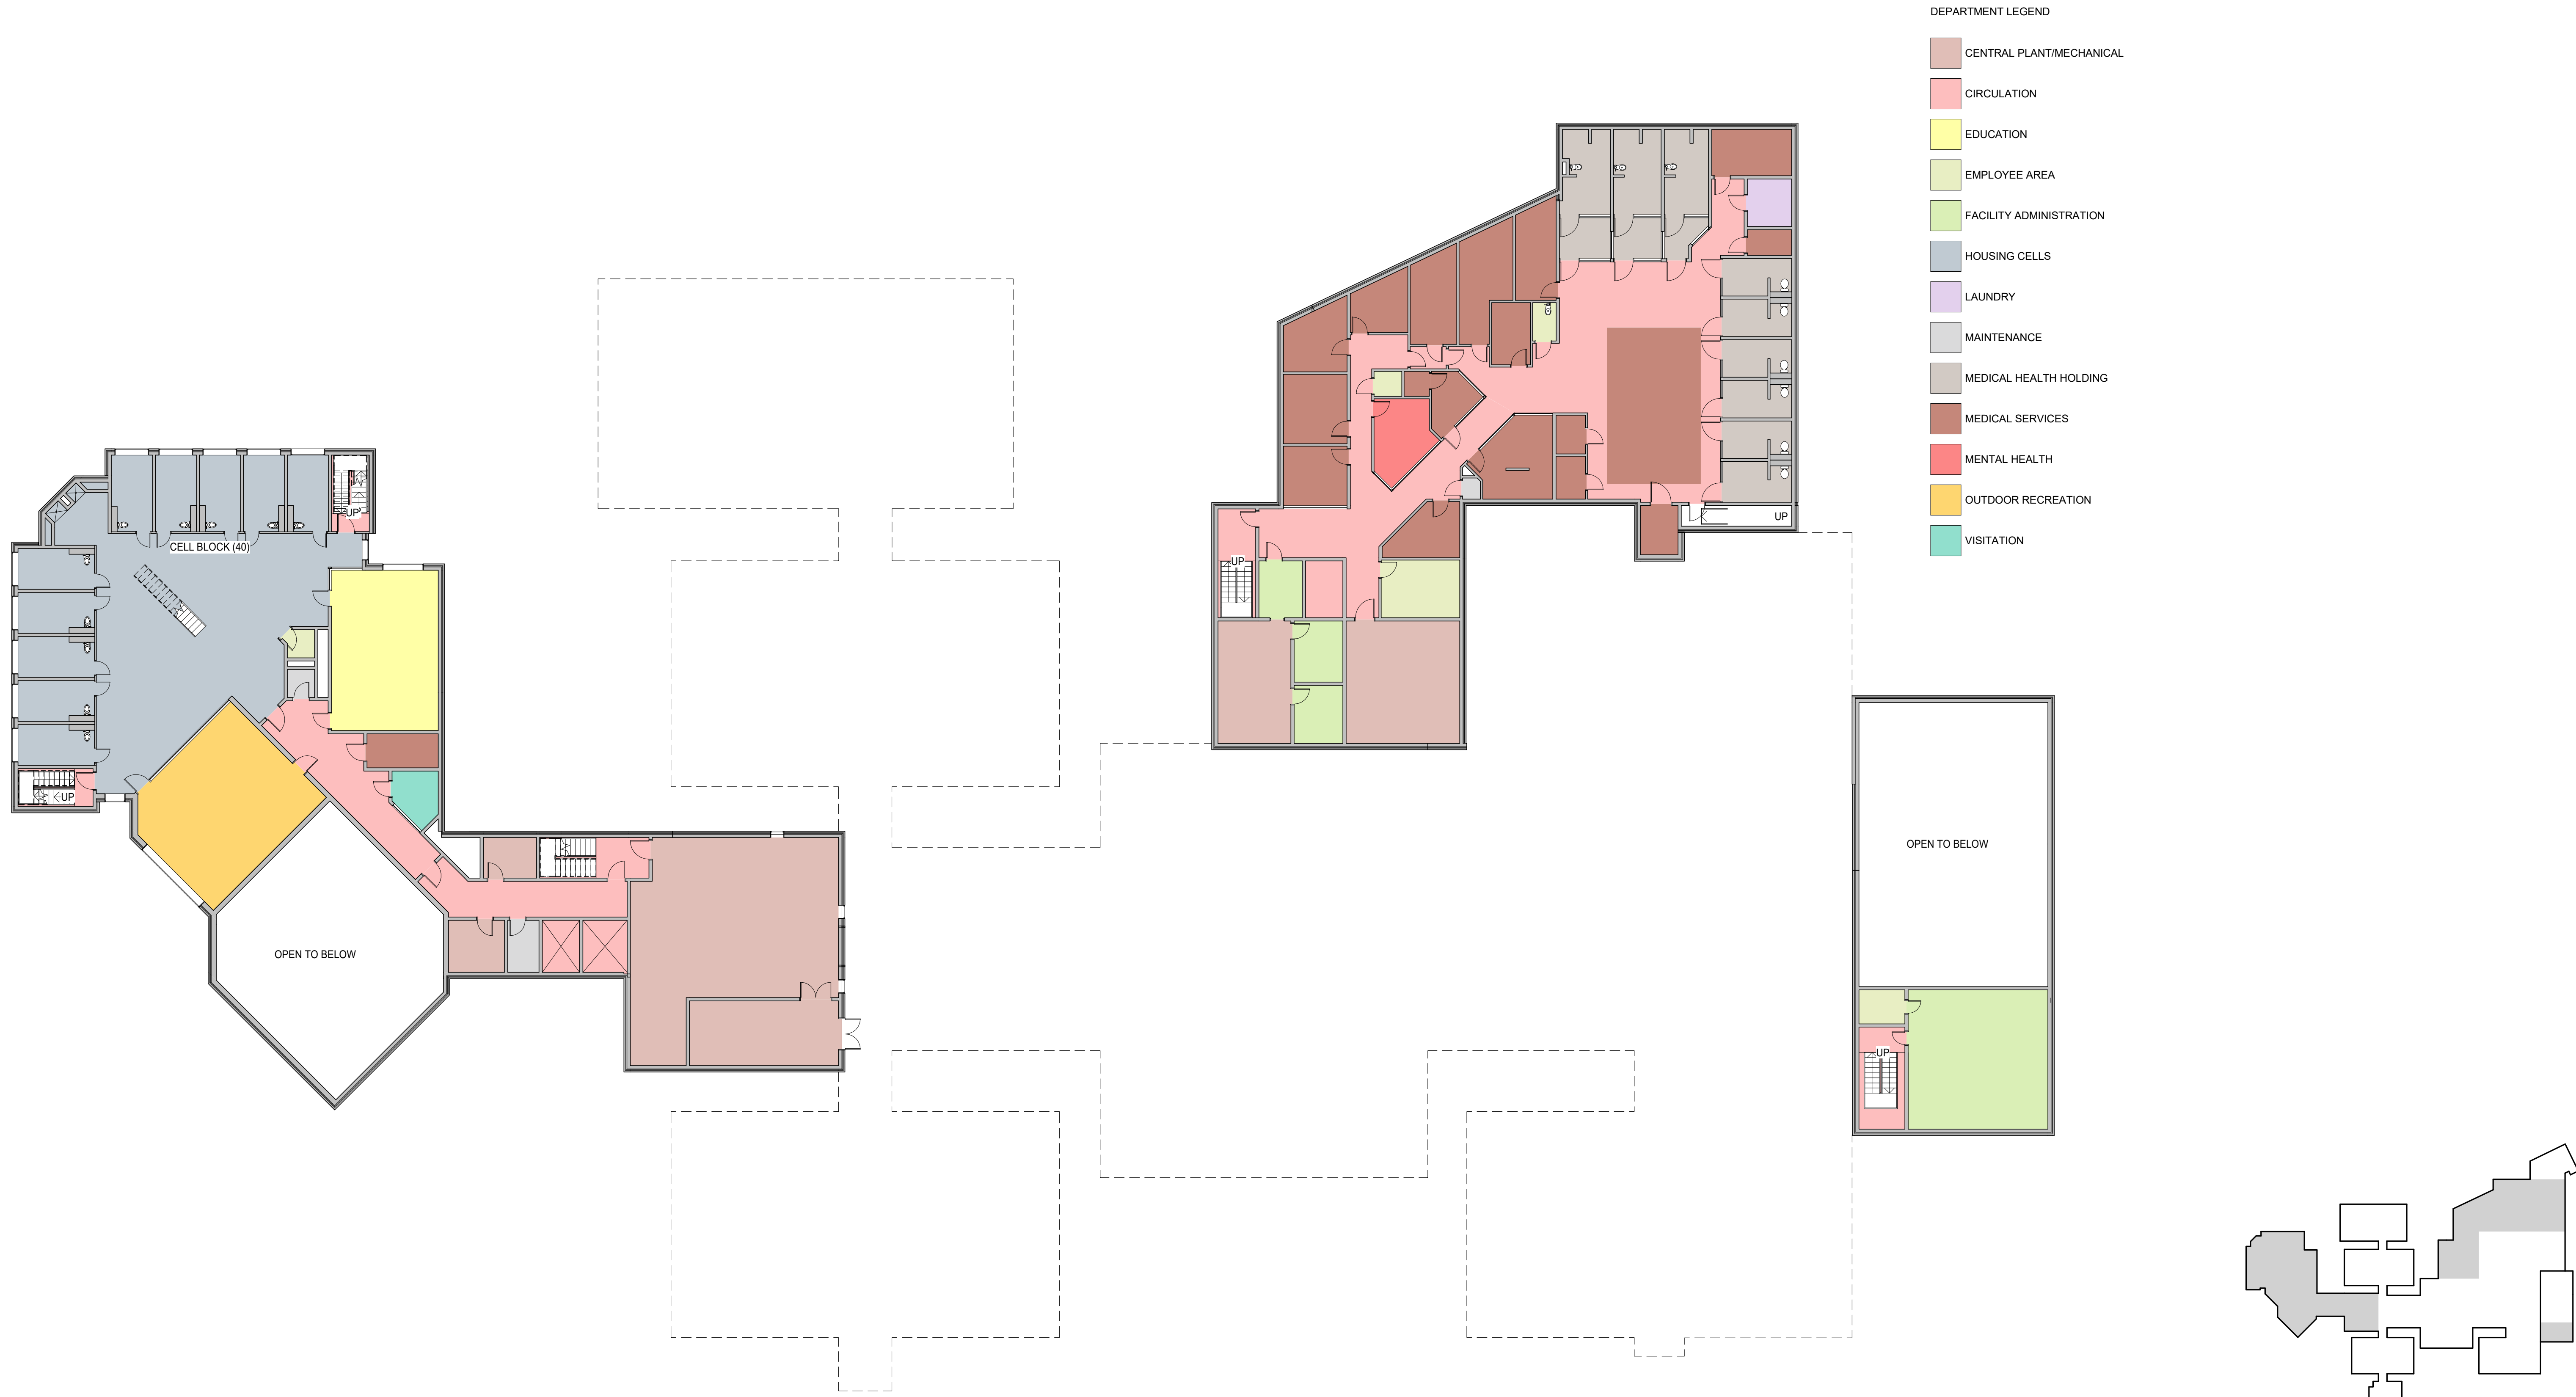 DEPARTMENT LEGEND
CENTRAL PLANT/MECHANICAL
CIRCULATION
EDUCATION
EMPLOYEE AREA
FACILITY ADMINISTRATION
HOUSING CELLS
LAUNDRY
MAINTENANCE
MEDICAL HEALTH HOLDING
MEDICAL SERVICES
MENTAL HEALTH
OUTDOOR RECREATION
VISITATION
UP
CELL BLOCK (40)
UP
UP
UP
UP
OPEN TO BELOW
OPEN TO BELOW
UP